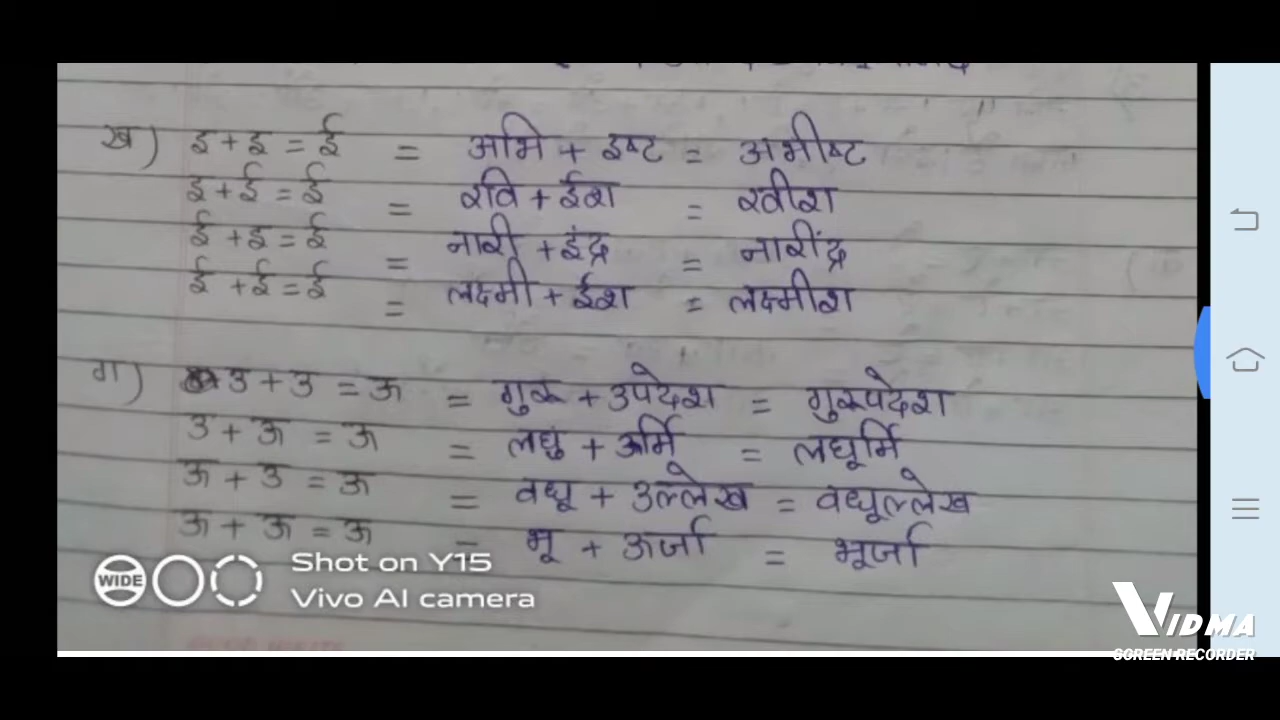 ख) इ + इ = ई = अभि + इष्ट = अभीष्ट
इ + ई = ई = रवि + ईश = रवीश
ई + इ = ई = नारी + इंद्र = नारींद्र
ई + ई = ई = लक्ष्मी + ईश = लक्ष्मीश
ग) उ + उ = ऊ = गुरू + उपदेश = गुरूपदेश
उ + ऊ = ऊ = लघु + ऊर्मि = लघूर्मि
ऊ + उ = ऊ = वधू + उल्लेख = वधूल्लेख
ऊ + ऊ = ऊ = भू + ऊर्जा = भूर्जा
WIDE
Shot on Y15
Vivo AI camera
VIDMA
SCREEN RECORDER